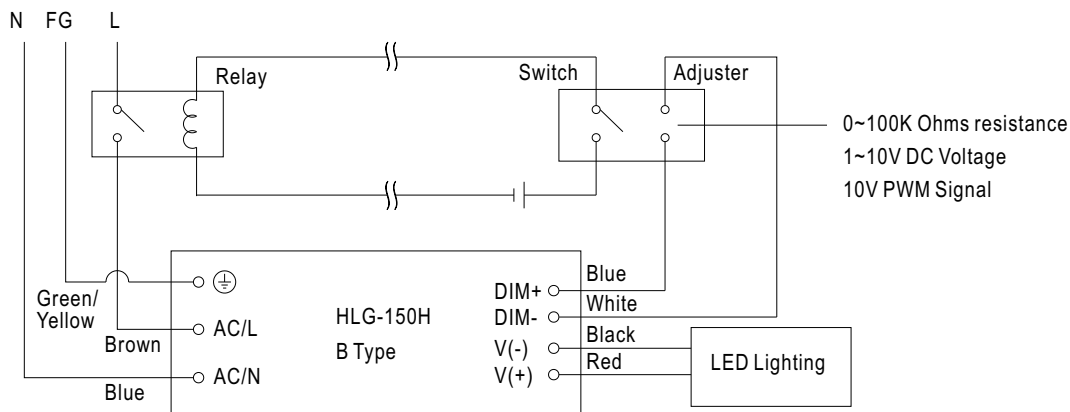 N FG L
Relay
Switch
Adjuster
0~100K Ohms resistance
1~10V DC Voltage
10V PWM Signal
Green/
Yellow
Brown
Blue
AC/L
AC/N
HLG-150H
B Type
DIM+
DIM-
V(-)
V(+)
Blue
White
Black
Red
LED Lighting